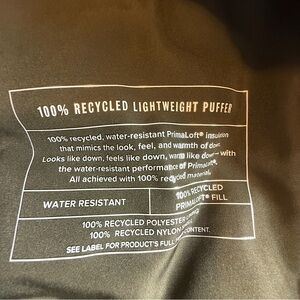 100% RECYCLED LIGHTWEIGHT PUFFER
100% recycled, water-resistant PrimaLoft® insulation
that mimics the look, feel, and warmth of down.
Looks like down, feels like down, warm like down—with
the water-resistant performance of PrimaLoft®.
All achieved with 100% recycled materials.
WATER RESISTANT
100% RECYCLED
PRIMALOFT® FILL
100% RECYCLED POLYESTER
100% RECYCLED NYLON CONTENT.
SEE LABEL FOR PRODUCT'S FULL